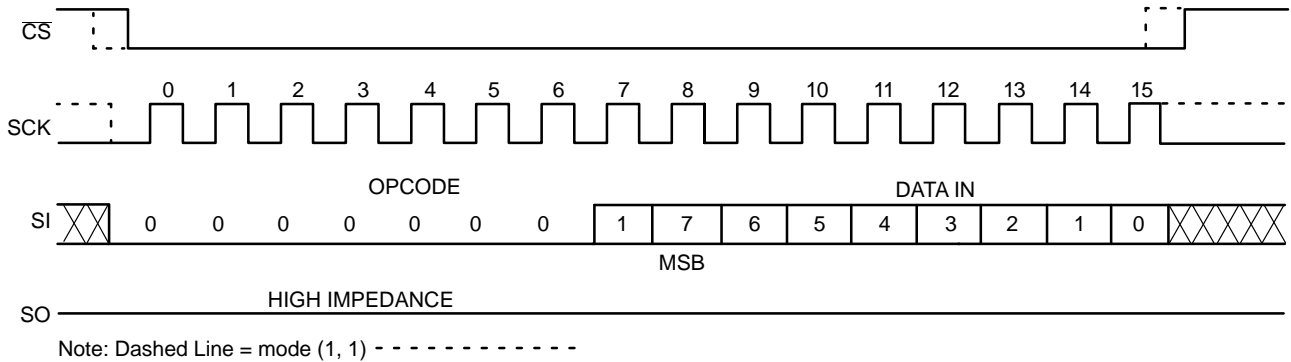 CS
0 1 2 3 4 5 6 7 8 9 10 11 12 13 14 15
SCK
OPCODE DATA IN
SI 0 0 0 0 0 0 0 1 7 6 5 4 3 2 1 0
MSB
HIGH IMPEDANCE
SO
Note: Dashed Line = mode (1, 1) - - - - - - - - - - - -